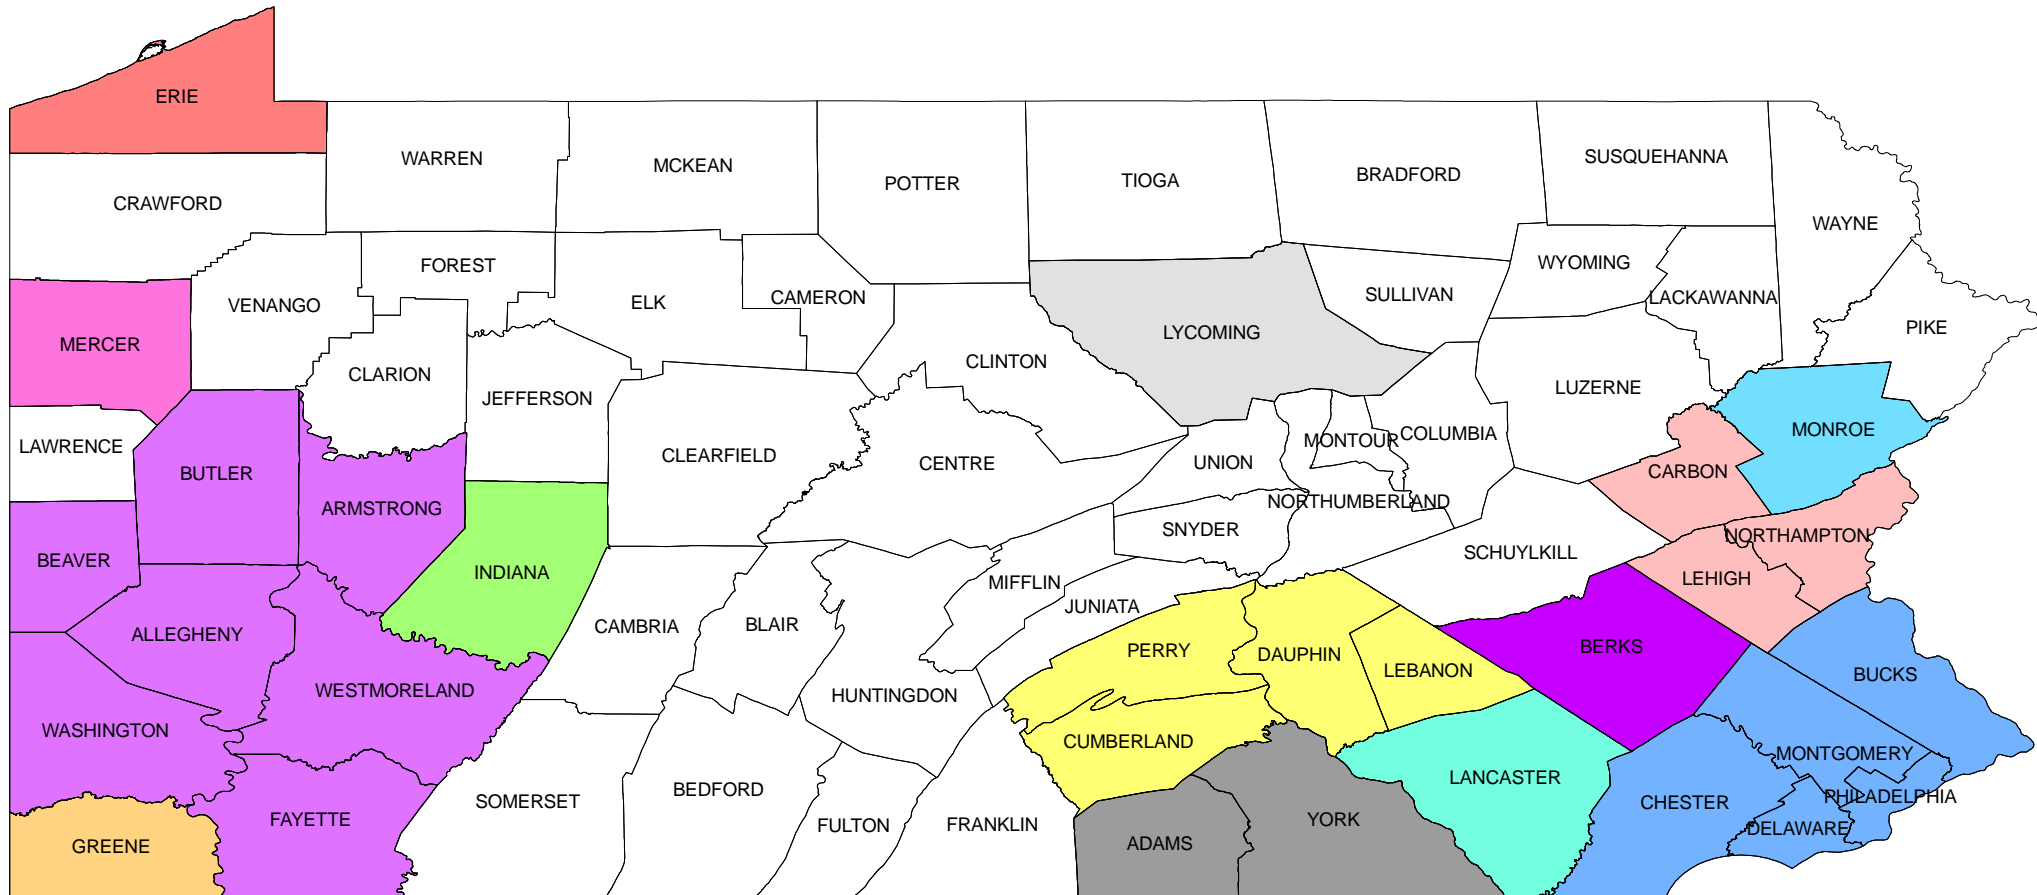 ERIE
WARREN
MCKEAN
POTTER
TIOGA
BRADFORD
SUSQUEHANNA
CRAWFORD
WAYNE
FOREST
WYOMING
VENANGO
ELK
CAMERON
SULLIVAN
LACKAWANNA
PIKE
MERCER
LYCOMING
CLARION
CLINTON
JEFFERSON
LUZERNE
LAWRENCE
MONROE
MONTOUR
COLUMBIA
BUTLER
CLEARFIELD
CENTRE
UNION
CARBON
ARMSTRONG
NORTHUMBERLAND
SNYDER
NORTHAMPTON
BEAVER
SCHUYLKILL
INDIANA
MIFFLIN
LEHIGH
JUNIATA
ALLEGHENY
CAMBRIA
BLAIR
PERRY
DAUPHIN
BERKS
LEBANON
BUCKS
WESTMORELAND
HUNTINGDON
WASHINGTON
CUMBERLAND
MONTGOMERY
LANCASTER
BEDFORD
SOMERSET
CHESTER
PHILADELPHIA
FAYETTE
FULTON
FRANKLIN
YORK
DELAWARE
GREENE
ADAMS